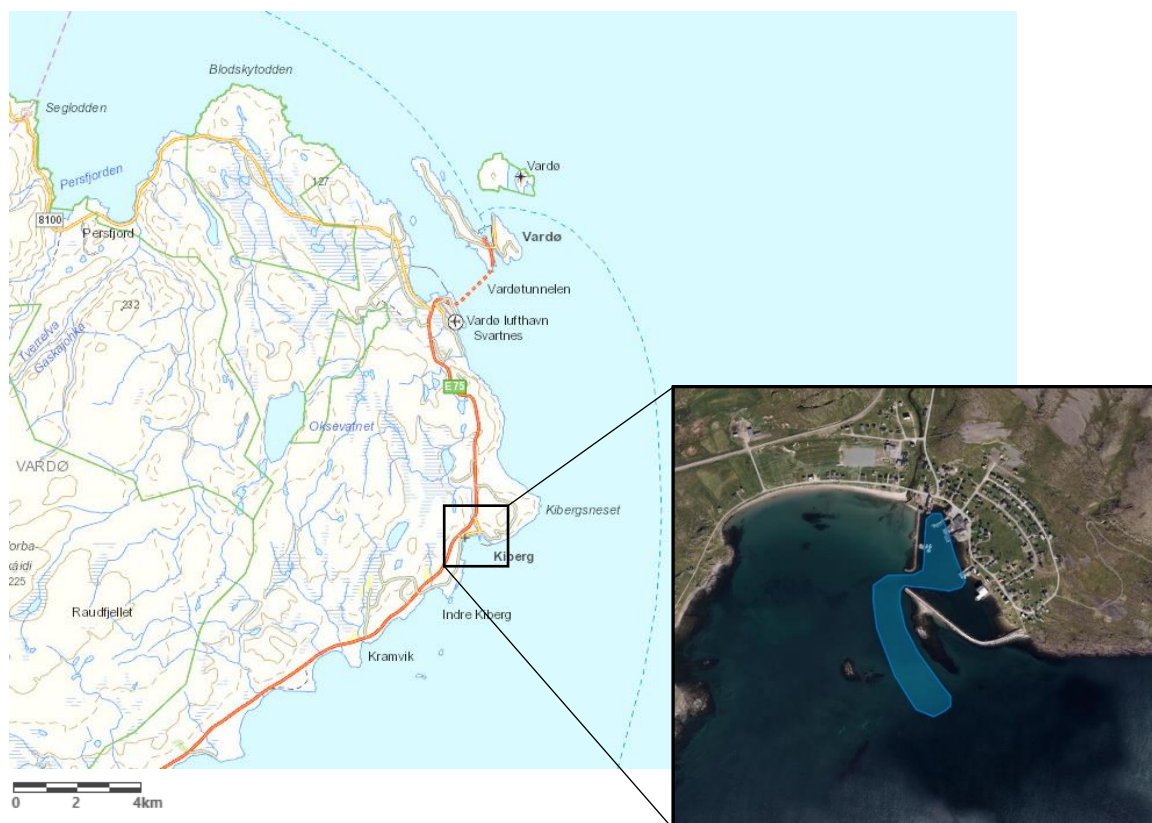 Blodskytodden
Seglodden
Vardø
Persfjorden
127
8100
Persfjord
Vardø
Vardøtunnelen
232
Vardø lufthavn
Svartnes
Tverrelva
Gaskajohka
E75
Oksevatnet
VARDØ
Kibergsneset
Kiberg
225
Raudfjellet
Indre Kiberg
Kramvik
0 2 4km